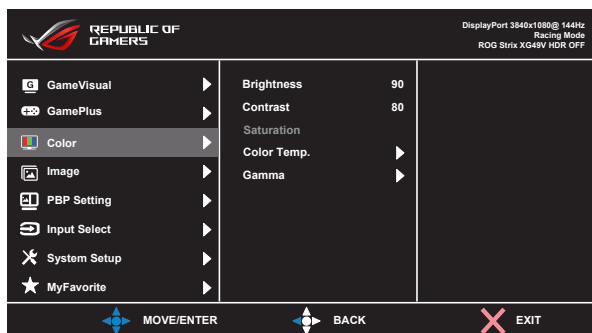 REPUBLIC OF
GAMERS
DisplayPort 3840x1080@ 144Hz
Racing Mode
ROG Strix XG49V HDR OFF
G GameVisual
GamePlus
Color
Image
PBP Setting
Input Select
System Setup
MyFavorite
Brightness 90
Contrast 80
Saturation
Color Temp.
Gamma
MOVE/ENTER BACK EXIT